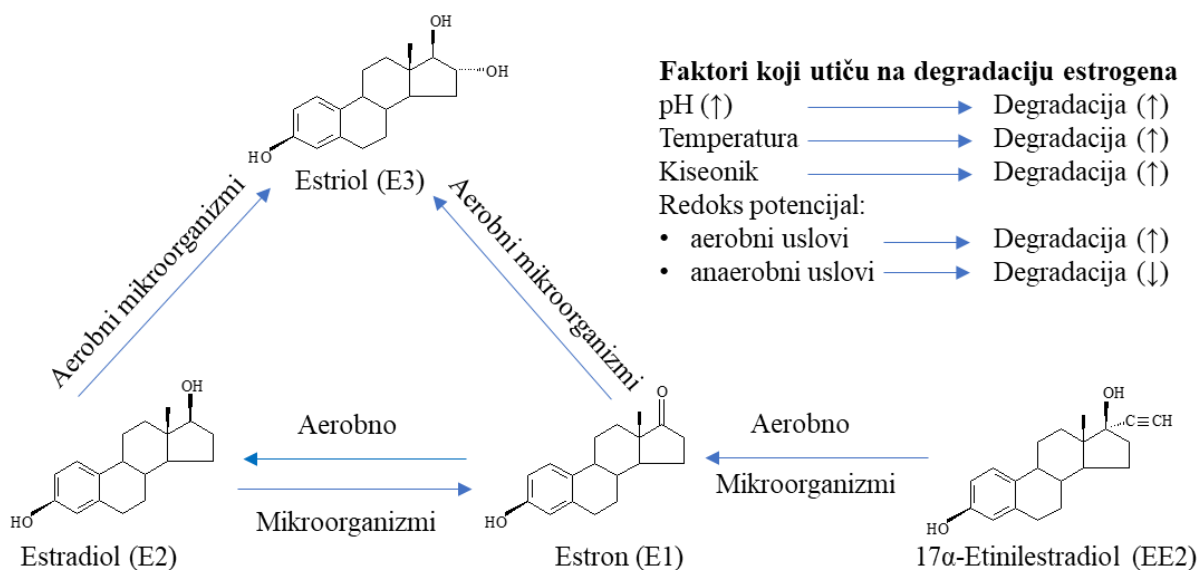 OH
OH
HO
Estriol (E3)
Faktori koji utiču na degradaciju estrogena
pH (↑) Degradacija (↑)
Temperatura Degradacija (↑)
Kiseonik Degradacija (↑)
Redoks potencijal:
• aerobni uslovi Degradacija (↑)
• anaerobni uslovi Degradacija (↓)
Aerobni mikroorganizmi
Aerobni mikroorganizmi
OH
HO
Estradiol (E2)
Aerobno
Mikroorganizmi
O
HO
Estron (E1)
Aerobno
Mikroorganizmi
OH
C≡CH
HO
17α-Etinilestradiol (EE2)